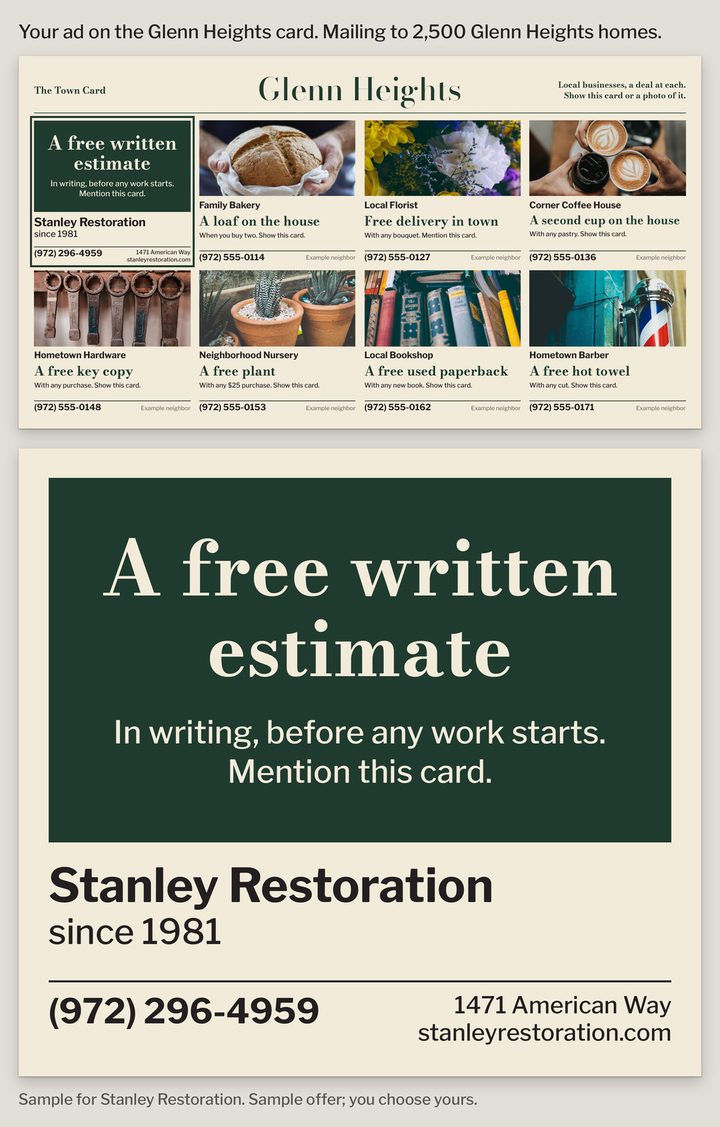 Your ad on the Glenn Heights card. Mailing to 2,500 Glenn Heights homes.
The Town Card
Glenn Heights
Local businesses, a deal at each.
Show this card or a photo of it.
A free written
estimate
In writing, before any work starts.
Mention this card.
Stanley Restoration
since 1981
(972) 296-4959
1471 American Way
stanleyrestoration.com
Family Bakery
A loaf on the house
When you buy two. Show this card.
(972) 555-0114
Example neighbor
Local Florist
Free delivery in town
With any bouquet. Mention this card.
(972) 555-0127
Example neighbor
Corner Coffee House
A second cup on the house
With any pastry. Show this card.
(972) 555-0136
Example neighbor
Hometown Hardware
A free key copy
With any purchase. Show this card.
(972) 555-0148
Example neighbor
Neighborhood Nursery
A free plant
With any $25 purchase. Show this card.
(972) 555-0153
Example neighbor
Local Bookshop
A free used paperback
With any new book. Show this card.
(972) 555-0162
Example neighbor
Hometown Barber
A free hot towel
With any cut. Show this card.
(972) 555-0171
Example neighbor
A free written
estimate
In writing, before any work starts.
Mention this card.
Stanley Restoration
since 1981
(972) 296-4959
1471 American Way
stanleyrestoration.com
Sample for Stanley Restoration. Sample offer; you choose yours.